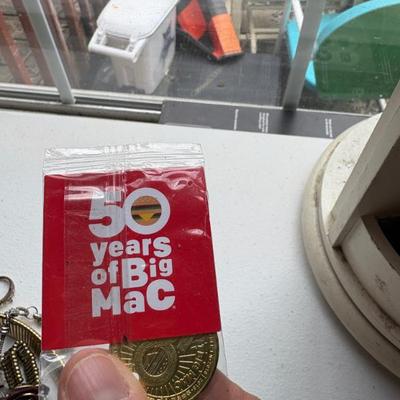 50
years
of Big
Mac